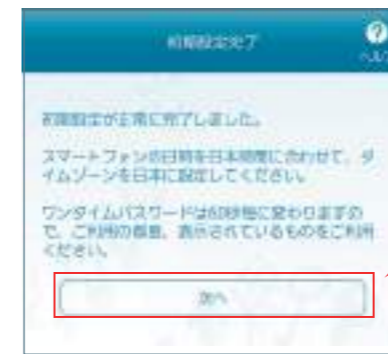 初期設定完了
?
ヘルプ
初期設定が正常に完了しました。
スマートフォンの日時を日本時間に合わせて、タ
イムゾーンを日本に設定してください。
ワンタイムパスワードは60秒毎に変わりますの
で、ご利用の都度、表示されているものをご利用
ください。
次へ